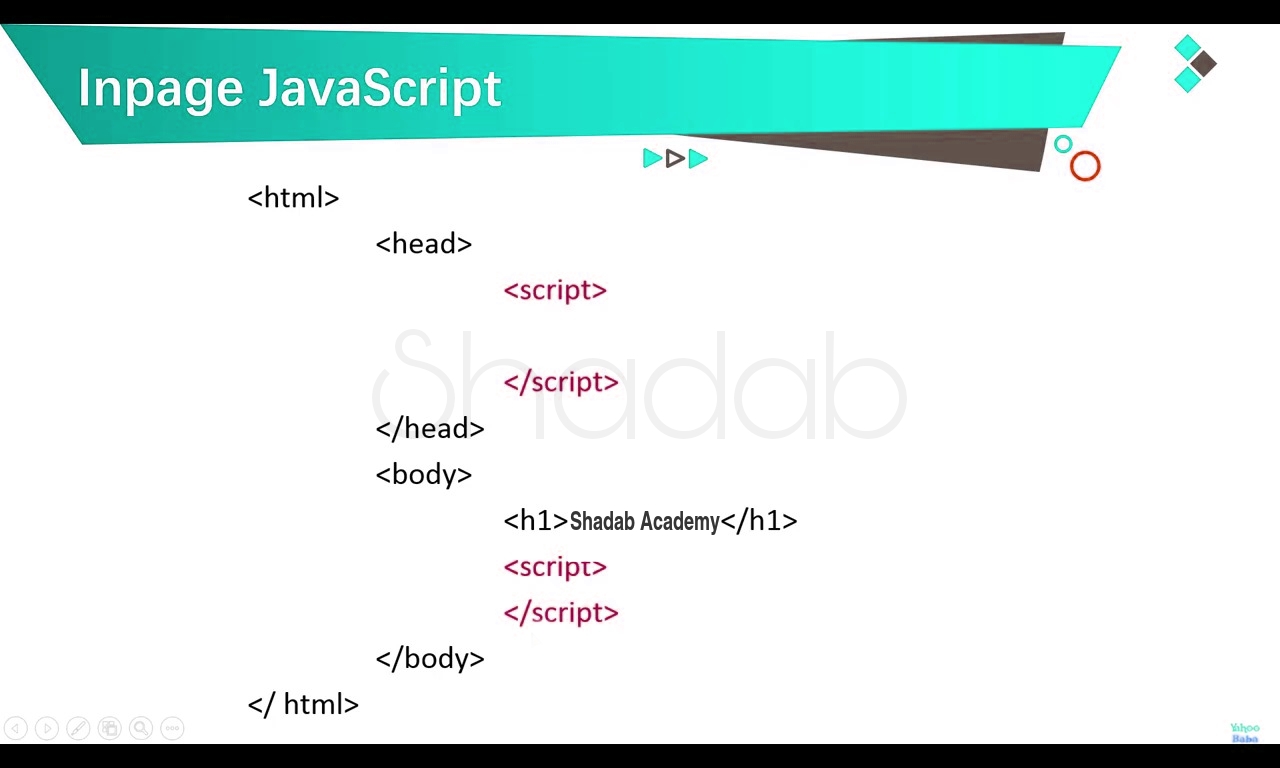 Inpage JavaScript
<html>
<head>
<script>
</script>
Shadab
</head>
<body>
<h1>Shadab Academy</h1>
<script>
</script>
</body>
</ html>
Yahoo
Baba